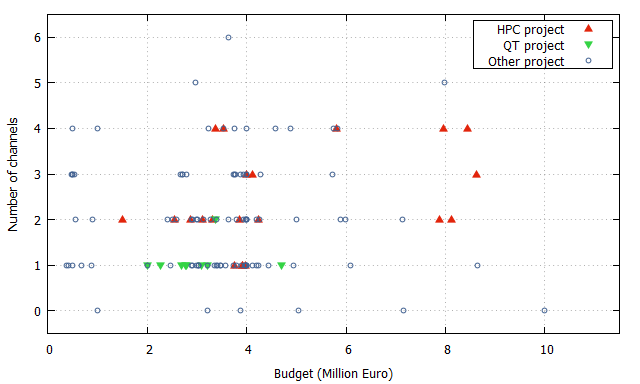 HPC project
QT project
Other project
6
5
4
3
2
1
0
Number of channels
0 2 4 6 8 10
Budget (Million Euro)